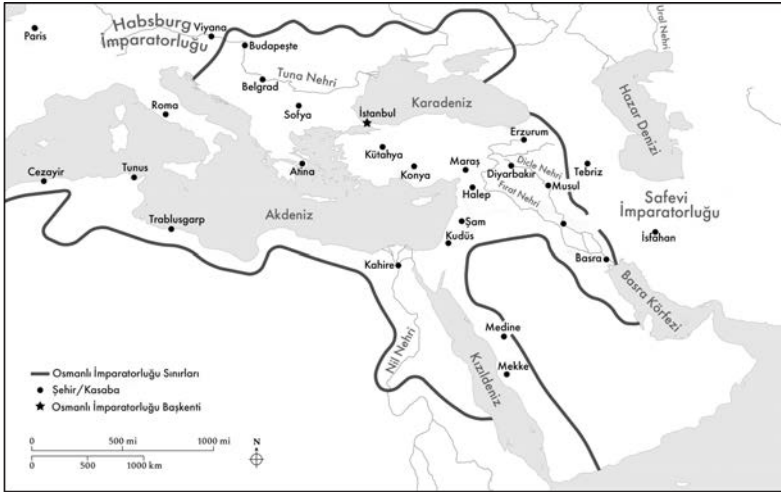 Paris
Habsburg
İmparatorluğu
Viyana
Budapeşte
Ural Nehri
Tuna Nehri
Belgrad
Roma
Sofya
İstanbul
Karadeniz
Hazar Denizi
Erzurum
Kütahya
Atina
Konya
Maraş
Dicle Nehri
Diyarbakir
Tebriz
Cezayir
Tunus
Halep
Musul
Fırat Nehri
Safevi
İmparatorluğu
Trablusgarp
Akdeniz
Şam
Kudüs
İsfahan
Kahire
Basra
Basra Körfezi
Medine
Nil Nehri
Kızıldeniz
Mekke
Osmanlı İmparatorluğu Sınırları
Şehir/Kasaba
Osmanlı İmparatorluğu Başkenti
0 500 mi 1000 mi
0 500 1000 km
N